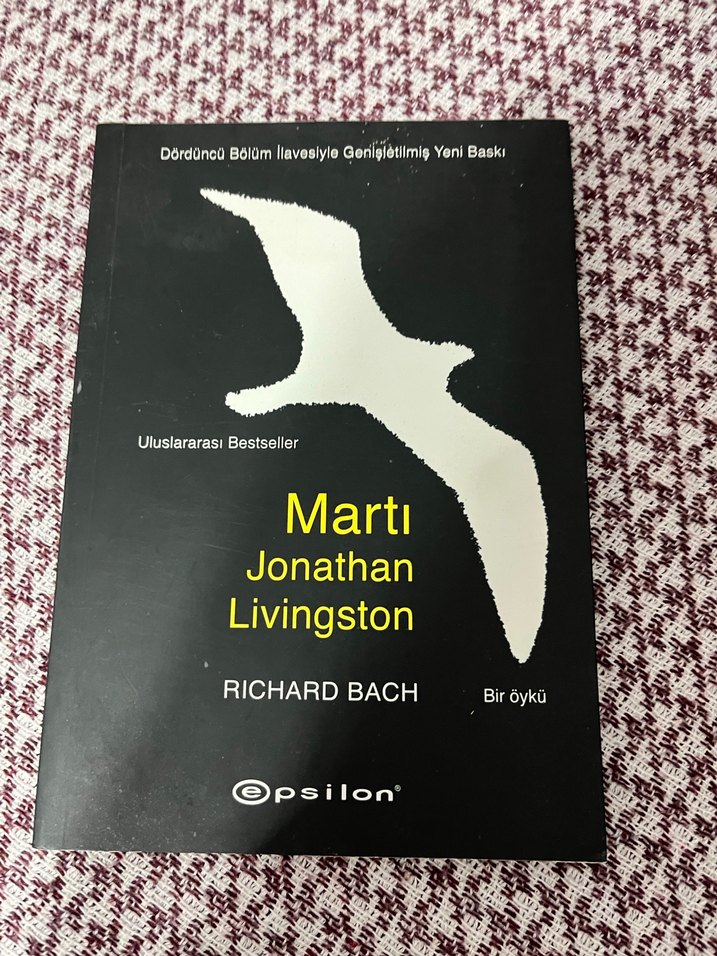 Dördüncü Bölüm İlavesiyle Genişletilmiş Yeni Baskı
Uluslararası Bestseller
Martı
Jonathan
Livingston
RICHARD BACH
Bir öykü
epsilon®